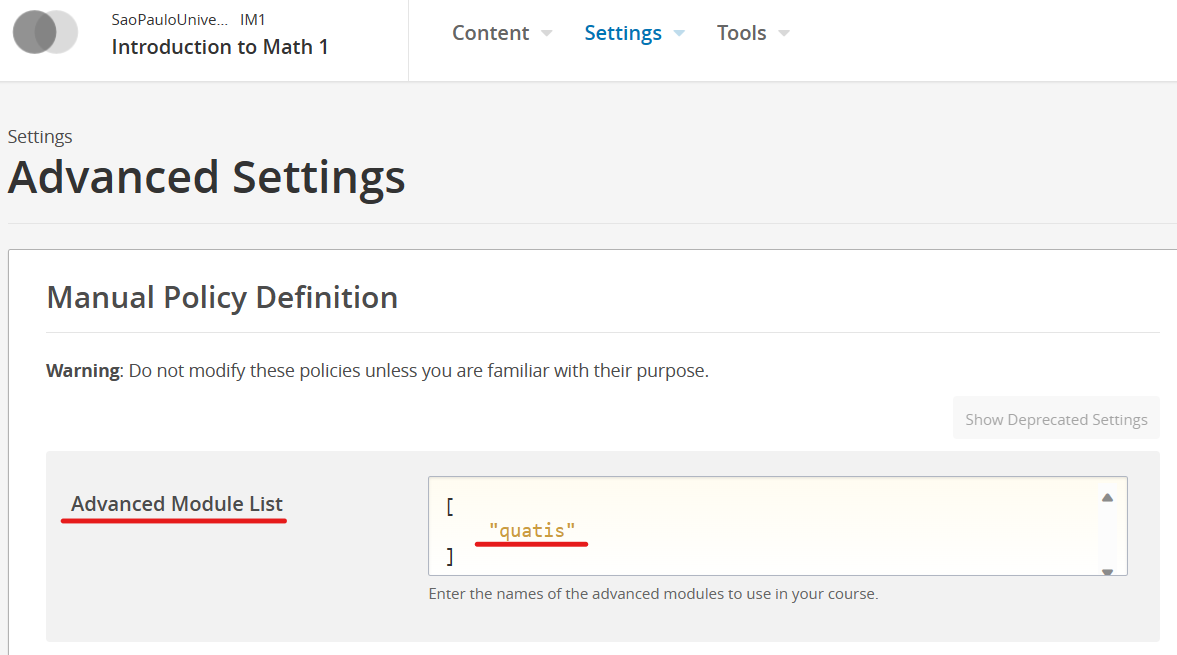 SaoPauloUnive... IM1
Introduction to Math 1
Content Settings Tools
Settings
Advanced Settings
Manual Policy Definition
Warning: Do not modify these policies unless you are familiar with their purpose.
Show Deprecated Settings
Advanced Module List
[
"quatis"
]
Enter the names of the advanced modules to use in your course.